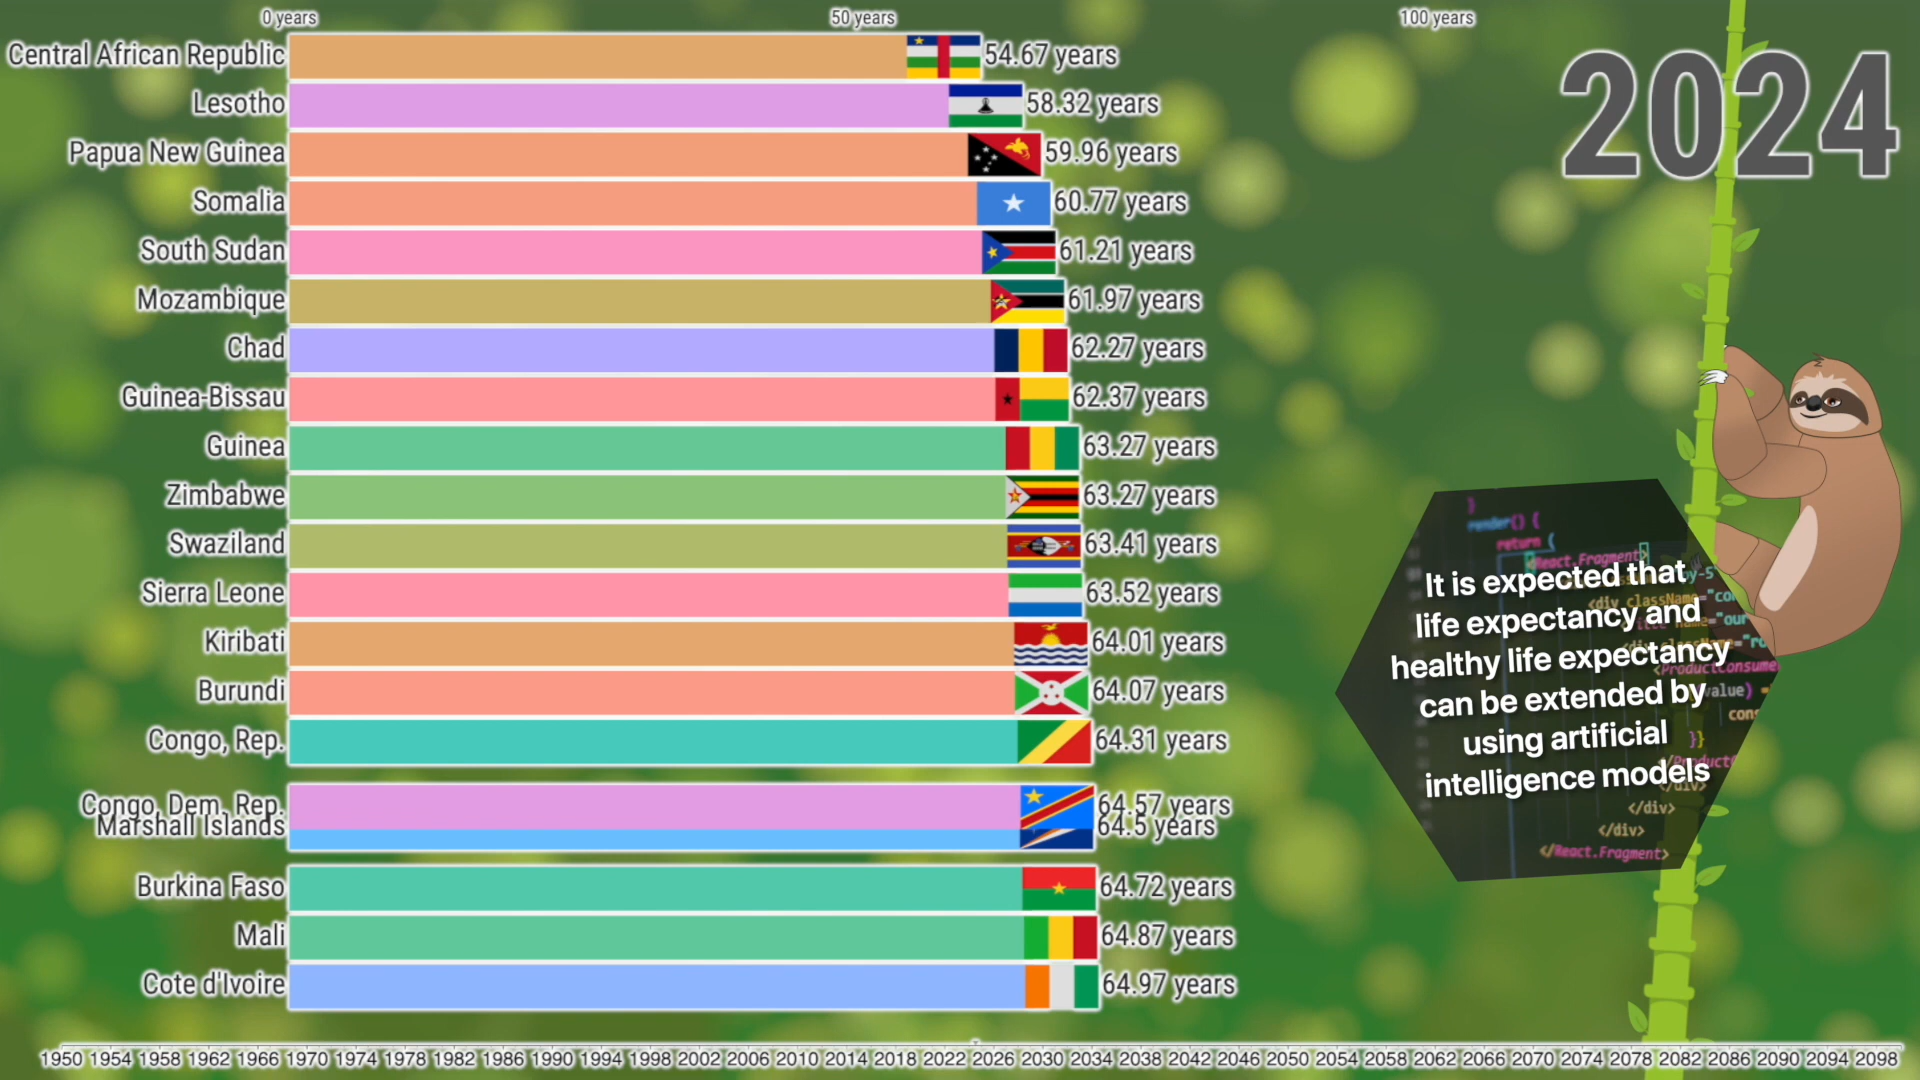 0 years 50 years 100 years
2024
Central African Republic 54.67 years
Lesotho 58.32 years
Papua New Guinea 59.96 years
Somalia 60.77 years
South Sudan 61.21 years
Mozambique 61.97 years
Chad 62.27 years
Guinea-Bissau 62.37 years
Guinea 63.27 years
Zimbabwe 63.27 years
Swaziland 63.41 years
Sierra Leone 63.52 years
Kiribati 64.01 years
Burundi 64.07 years
Congo, Rep. 64.31 years
Congo, Dem. Rep. 64.57 years
Marshall Islands 64.5 years
Burkina Faso 64.72 years
Mali 64.87 years
Cote d'Ivoire 64.97 years
}
render() {
return (
<React.Fragment>
It is expected that
life expectancy and
healthy life expectancy
can be extended by
using artificial
intelligence models
</div>
</div>
</React.Fragment>
1950 1954 1958 1962 1966 1970 1974 1978 1982 1986 1990 1994 1998 2002 2006 2010 2014 2018 2022 2026 2030 2034 2038 2042 2046 2050 2054 2058 2062 2066 2070 2074 2078 2082 2086 2090 2094 2098